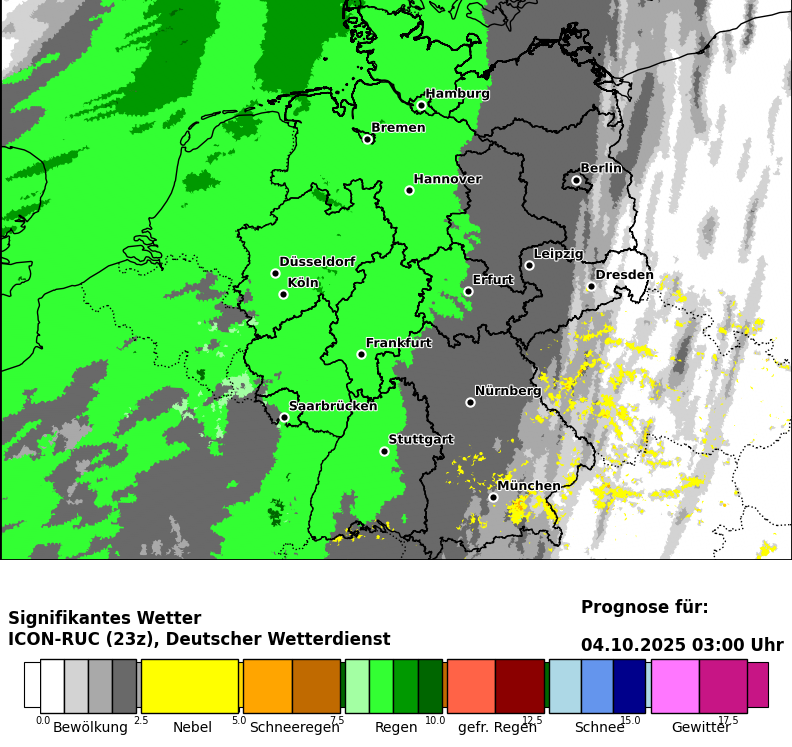 Hamburg
Bremen
Berlin
Hannover
Leipzig
Düsseldorf
Dresden
Köln
Erfurt
Frankfurt
Nürnberg
Saarbrücken
Stuttgart
München
Signifikantes Wetter
ICON-RUC (23z), Deutscher Wetterdienst
Prognose für:
04.10.2025 03:00 Uhr
0.0 2.5 5.0 7.5 10.0 12.5 15.0 17.5
Bewölkung Nebel Schneeregen Regen gefr. Regen Schnee Gewitter